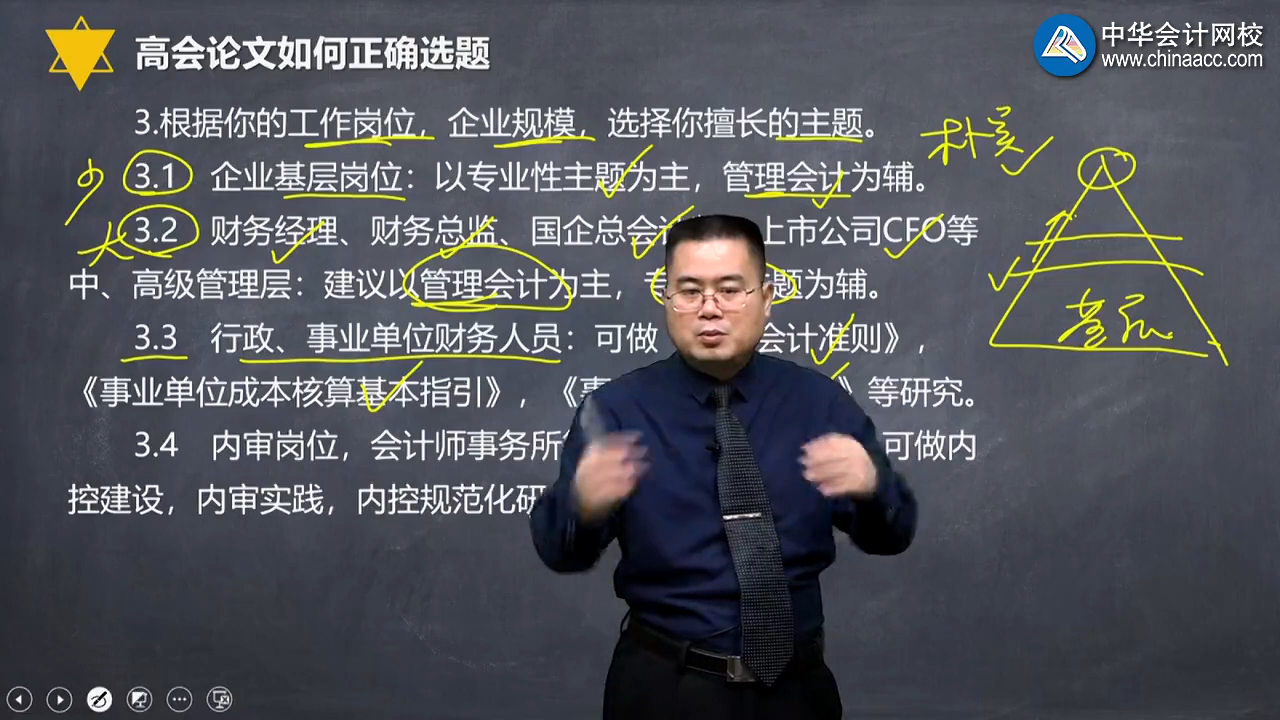 高会论文如何正确选题
中华会计网校
www.chinaacc.com
3.根据你的工作岗位，企业规模，选择你擅长的主题。
3.1 企业基层岗位：以专业性主题为主，管理会计为辅。
3.2 财务经理、财务总监、国企总会 上市公司CFO等
中、高级管理层：建议以管理会计为主，专 题为辅。
3.3 行政、事业单位财务人员：可做 会计准则》，
《事业单位成本核算基本指引》，《事 》等研究。
3.4 内审岗位，会计师事务所 可做内
控建设，内审实践，内控规范化研
少
大
基层